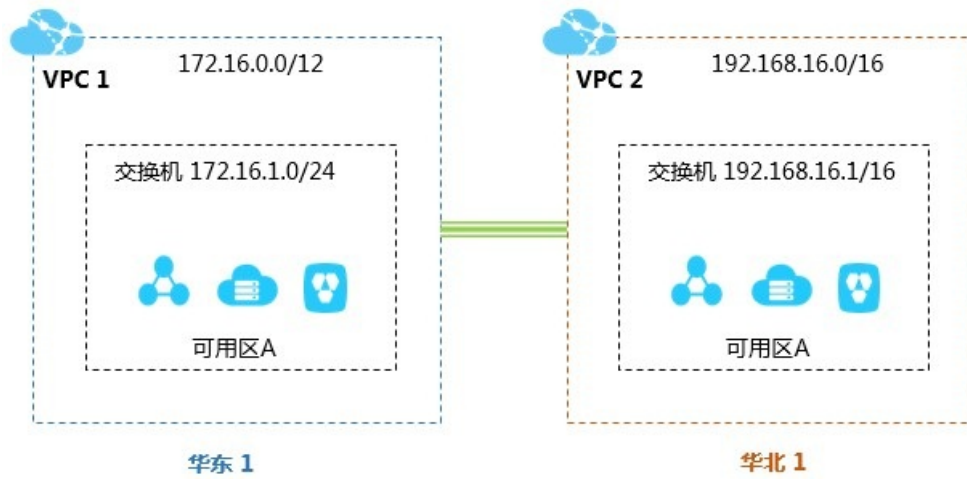 VPC 1
172.16.0.0/12
交换机 172.16.1.0/24
可用区A
华东 1
VPC 2
192.168.16.0/16
交换机 192.168.16.1/16
可用区A
华北 1